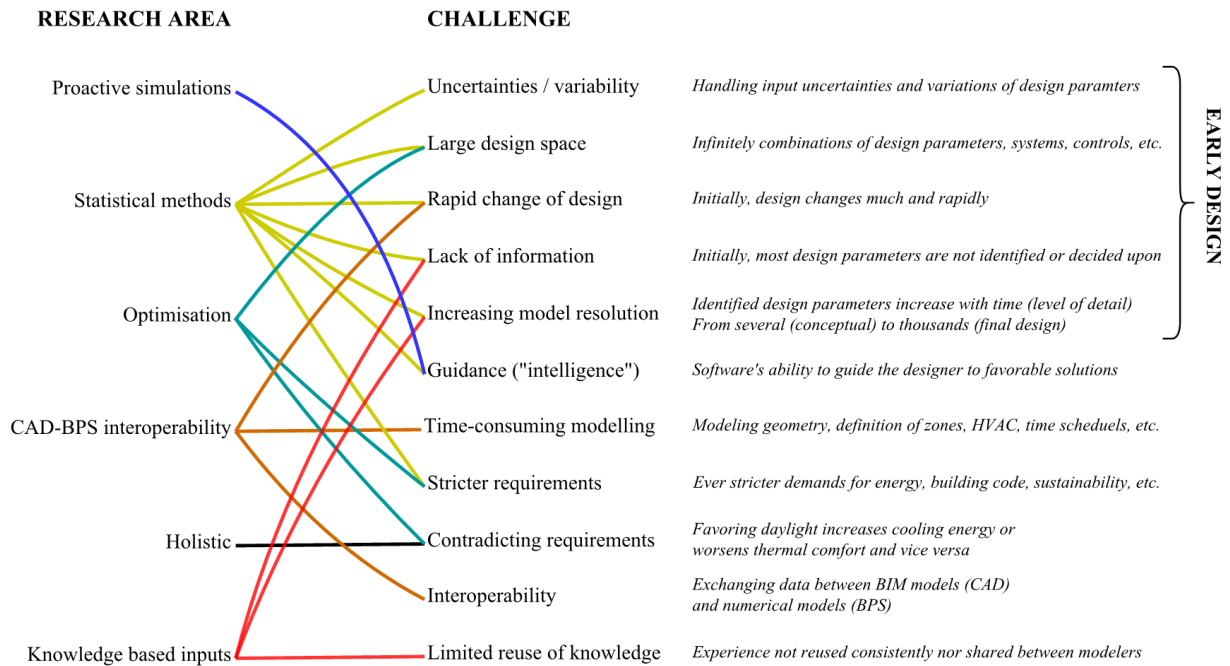 RESEARCH AREA
CHALLENGE
Proactive simulations
Statistical methods
Optimisation
CAD-BPS interoperability
Holistic
Knowledge based inputs
Uncertainties / variability
Handling input uncertainties and variations of design paramters
Large design space
Infinitely combinations of design parameters, systems, controls, etc.
Rapid change of design
Initially, design changes much and rapidly
Lack of information
Initially, most design parameters are not identified or decided upon
Increasing model resolution
Identified design parameters increase with time (level of detail)
From several (conceptual) to thousands (final design)
Guidance ("intelligence")
Software's ability to guide the designer to favorable solutions
Time-consuming modelling
Modeling geometry, definition of zones, HVAC, time scheduels, etc.
Stricter requirements
Ever stricter demands for energy, building code, sustainability, etc.
Contradicting requirements
Favoring daylight increases cooling energy or
worsens thermal comfort and vice versa
Interoperability
Exchanging data between BIM models (CAD)
and numerical models (BPS)
Limited reuse of knowledge
Experience not reused consistently nor shared between modelers
EARLY DESIGN